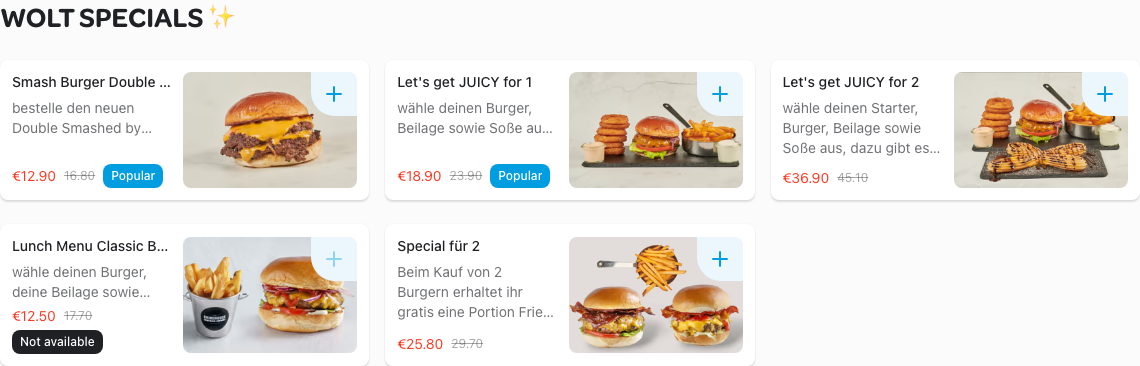 WOLT SPECIALS ✨
Smash Burger Double ...
bestelle den neuen
Double Smashed by...
€12.90 16.80 Popular
Let's get JUICY for 1
wähle deinen Burger,
Beilage sowie Soße au...
€18.90 23.90 Popular
Let's get JUICY for 2
wähle deinen Starter,
Burger, Beilage sowie
Soße aus, dazu gibt es...
€36.90 45.10
Lunch Menu Classic B...
wähle deinen Burger,
deine Beilage sowie...
€12.50 17.70
Not available
Special für 2
Beim Kauf von 2
Burgern erhaltet ihr
gratis eine Portion Frie...
€25.80 29.70